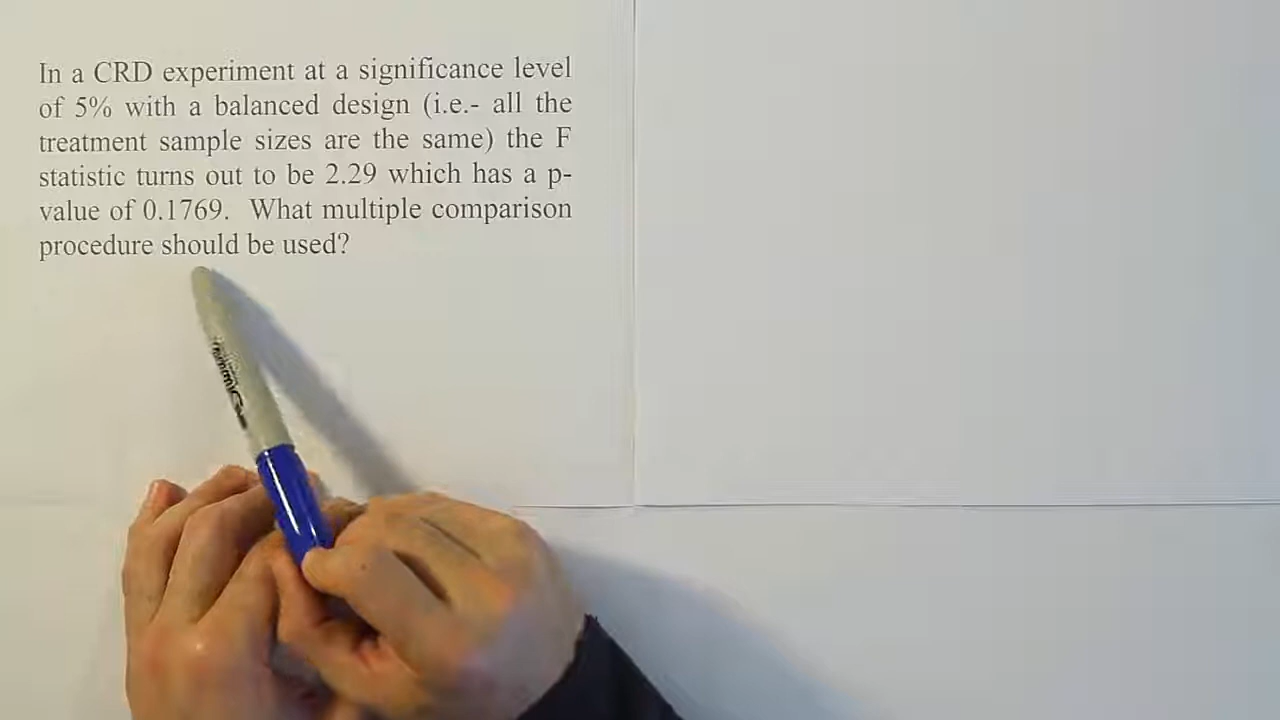 In a CRD experiment at a significance level
of 5% with a balanced design (i.e.- all the
treatment sample sizes are the same) the F
statistic turns out to be 2.29 which has a p-
value of 0.1769.  What multiple comparison
procedure should be used?